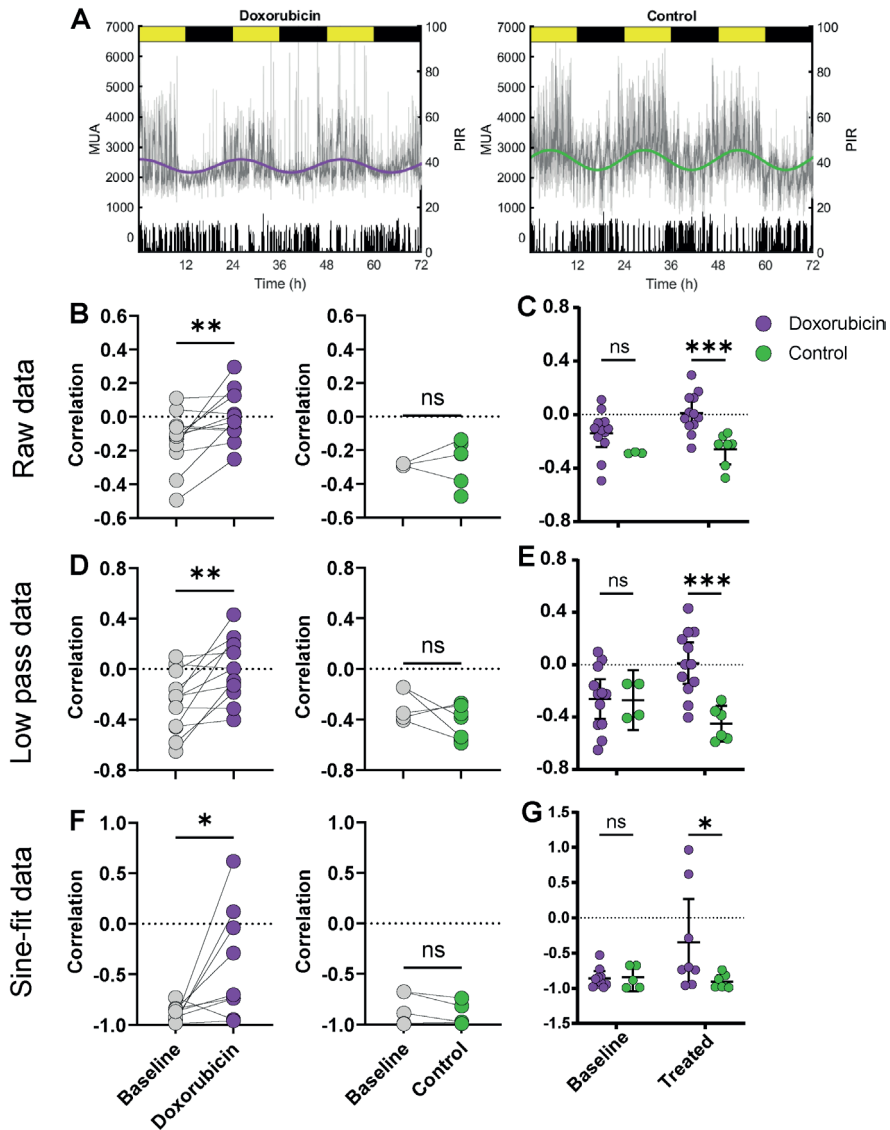 A
Doxorubicin
Control
7000
6000
5000
4000
3000
2000
1000
0
MUA
100
80
60
40
20
0
PIR
12 24 36 48 60 72
Time (h)
7000
6000
5000
4000
3000
2000
1000
0
MUA
100
80
60
40
20
0
PIR
12 24 36 48 60 72
Time (h)
Raw data
B
Correlation
0.6
0.4
0.2
0.0
-0.2
-0.4
-0.6
**
Correlation
0.6
0.4
0.2
0.0
-0.2
-0.4
-0.6
ns
C
0.8
0.4
0.0
-0.4
-0.8
ns
***
Doxorubicin
Control
Low pass data
D
Correlation
0.8
0.4
0.0
-0.4
-0.8
**
Correlation
0.8
0.4
0.0
-0.4
-0.8
ns
E
0.8
0.4
0.0
-0.4
-0.8
ns
***
Sine-fit data
F
Correlation
1.0
0.5
0.0
-0.5
-1.0
*
Baseline
Doxorubicin
Correlation
1.0
0.5
0.0
-0.5
-1.0
ns
Baseline
Control
G
1.5
1.0
0.5
0.0
-0.5
-1.0
-1.5
ns
*
Baseline
Treated